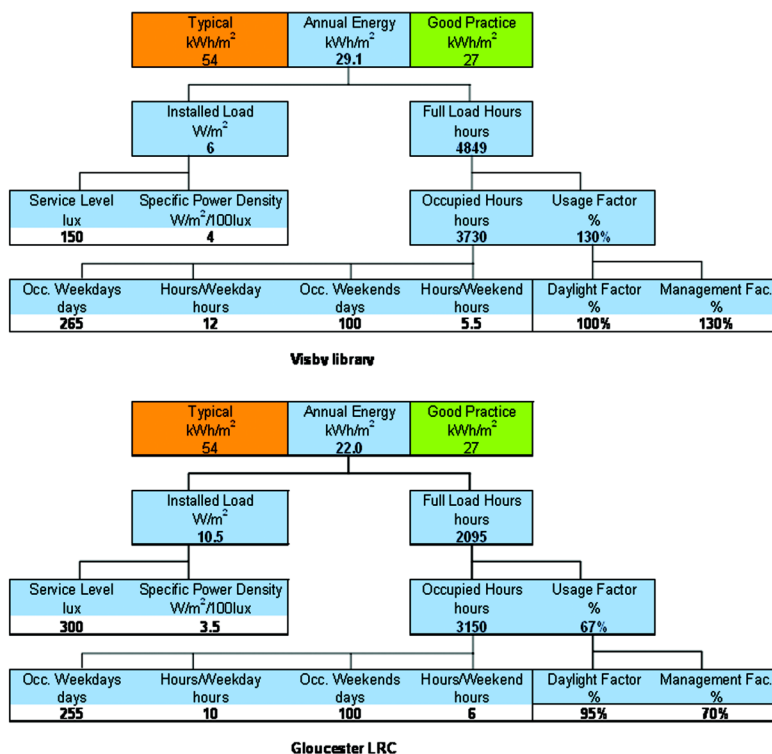 Typical Annual Energy Good Practice
kWh/m² kWh/m² kWh/m²
54 29.1 27
Installed Load Full Load Hours
W/m² hours
6 4849
Service Level Specific Power Density Occupied Hours Usage Factor
lux W/m²/100lux hours %
150 4 3730 130%
Occ. Weekdays Hours/Weekday Occ. Weekends Hours/Weekend Daylight Factor Management Fac.
days hours days hours % %
265 12 100 5.5 100% 130%
Visby library
Typical Annual Energy Good Practice
kWh/m² kWh/m² kWh/m²
54 22.0 27
Installed Load Full Load Hours
W/m² hours
10.5 2095
Service Level Specific Power Density Occupied Hours Usage Factor
lux W/m²/100lux hours %
300 3.5 3150 67%
Occ. Weekdays Hours/Weekday Occ. Weekends Hours/Weekend Daylight Factor Management Fac.
days hours days hours % %
255 10 100 6 95% 70%
Gloucester LRC